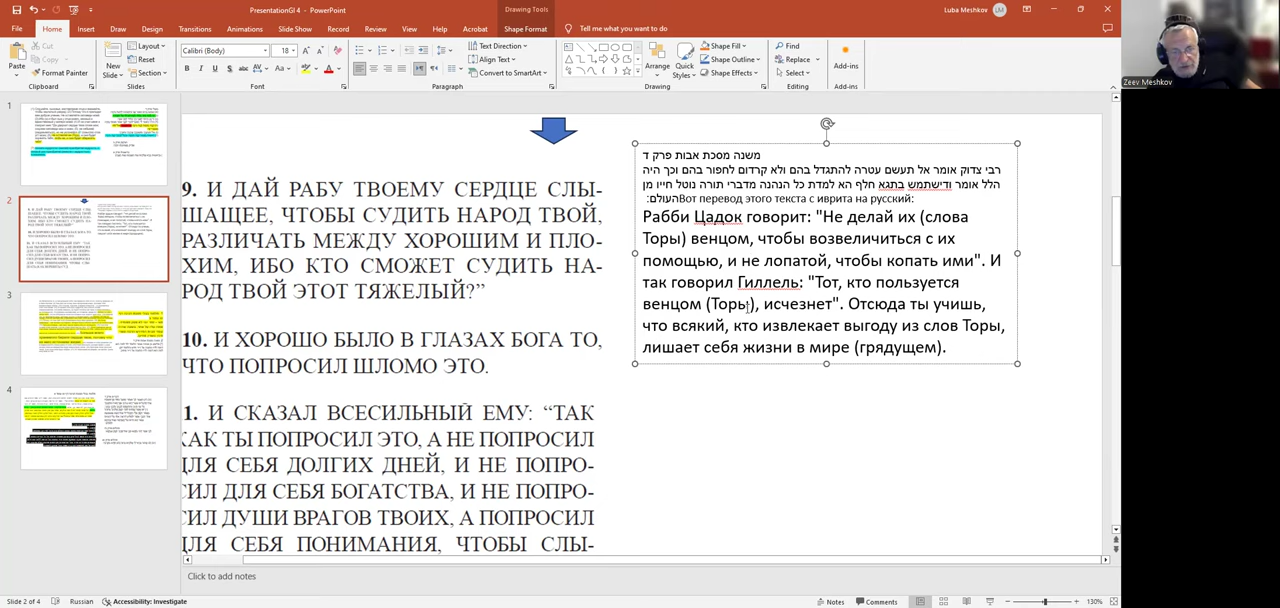 PresentationGI 4 - PowerPoint
Drawing Tools
Luba Meshkov
LM
File
Home
Insert
Draw
Design
Transitions
Animations
Slide Show
Record
Review
View
Help
Acrobat
Shape Format
Tell me what you want to do
Paste
Cut
Copy
Format Painter
Clipboard
New Slide
Layout
Reset
Section
Slides
Calibri (Body)
18
Font
Text Direction
Align Text
Convert to SmartArt
Paragraph
Arrange
Quick Styles
Shape Fill
Shape Outline
Shape Effects
Drawing
Find
Replace
Select
Editing
Add-ins
Add-ins
Zeev Meshkov
1
2
3
4
9. И ДАЙ РАБУ ТВОЕМУ СЕРДЦЕ СЛЫ-
ШАЩЕЕ, ЧТОБЫ СУДИТЬ НАРОД ТВОЙ,
РАЗЛИЧАТЬ МЕЖДУ ХОРОШИМ И ПЛО-
ХИМ, ИБО КТО СМОЖЕТ СУДИТЬ НА-
РОД ТВОЙ ЭТОТ ТЯЖЕЛЫЙ?”
10. И ХОРОШО БЫЛО В ГЛАЗАХ БОГА ТО,
ЧТО ПОПРОСИЛ ШЛОМО ЭТО.
1. И СКАЗАЛ ВСЕСИЛЬНЫЙ ЕМУ: “ТАК
КАК ТЫ ПОПРОСИЛ ЭТО, А НЕ ПОПРОСИЛ
ДЛЯ СЕБЯ ДОЛГИХ ДНЕЙ, И НЕ ПОПРО-
СИЛ ДЛЯ СЕБЯ БОГАТСТВА, И НЕ ПОПРО-
СИЛ ДУШИ ВРАГОВ ТВОИХ, А ПОПРОСИЛ
ДЛЯ СЕБЯ ПОНИМАНИЯ, ЧТОБЫ СЛЫ-
משנה מסכת אבות פרק ד
רבי צדוק אומר אל תעשם עטרה להתגדל בהם ולא קרדום לחפור בהם וכך היה
הלל אומר ודישתמש בתגא חלף הא למדת כל הנהנה מדברי תורה נוטל חייו מן
העולם: Вот перевод этого текста с иврита на русский:
Рабби Цадок говорит: "Не делай их (слова
Торы) венцом, чтобы возвеличиться с их
помощью, и не лопатой, чтобы копать ими". И
так говорил Гиллель: "Тот, кто пользуется
венцом (Торы), исчезнет". Отсюда ты учишь,
что всякий, кто извлекает выгоду из слов Торы,
лишает себя жизни в мире (грядущем).
Click to add notes
Slide 2 of 4
Russian
Accessibility: Investigate
Notes
Comments
130%